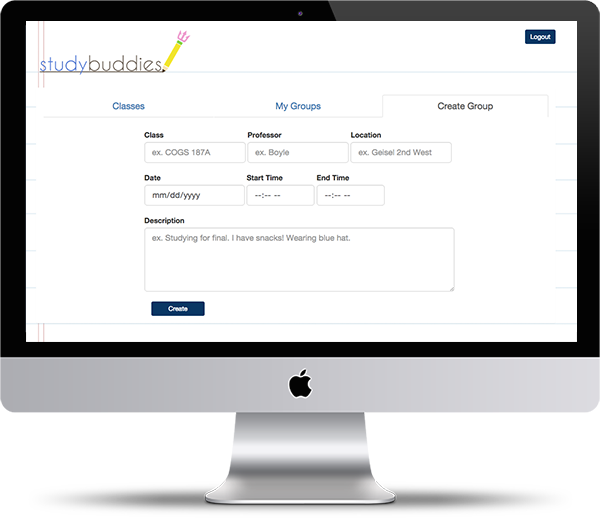 Logout
studybuddies
Classes My Groups Create Group
Class Professor Location
ex. COGS 187A ex. Boyle ex. Geisel 2nd West
Date Start Time End Time
mm/dd/yyyy --:-- -- --:-- --
Description
ex. Studying for final. I have snacks! Wearing blue hat.
Create